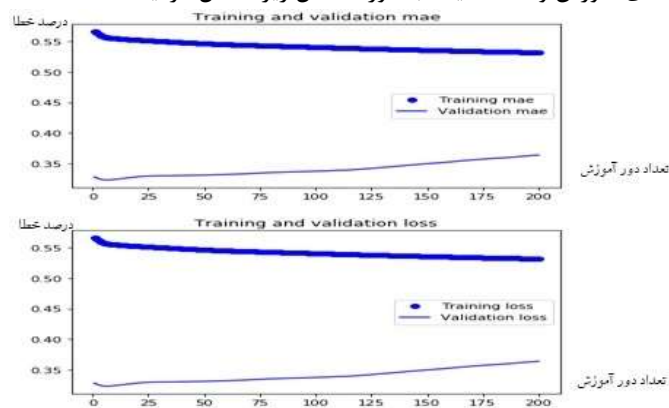 درصد خطا
Training and validation mae
0.55
0.50
0.45
0.40
0.35
Training mae
Validation mae
0 25 50 75 100 125 150 175 200
تعداد دور آموزش
درصد خطا
Training and validation loss
0.55
0.50
0.45
0.40
0.35
Training loss
Validation loss
0 25 50 75 100 125 150 175 200
تعداد دور آموزش